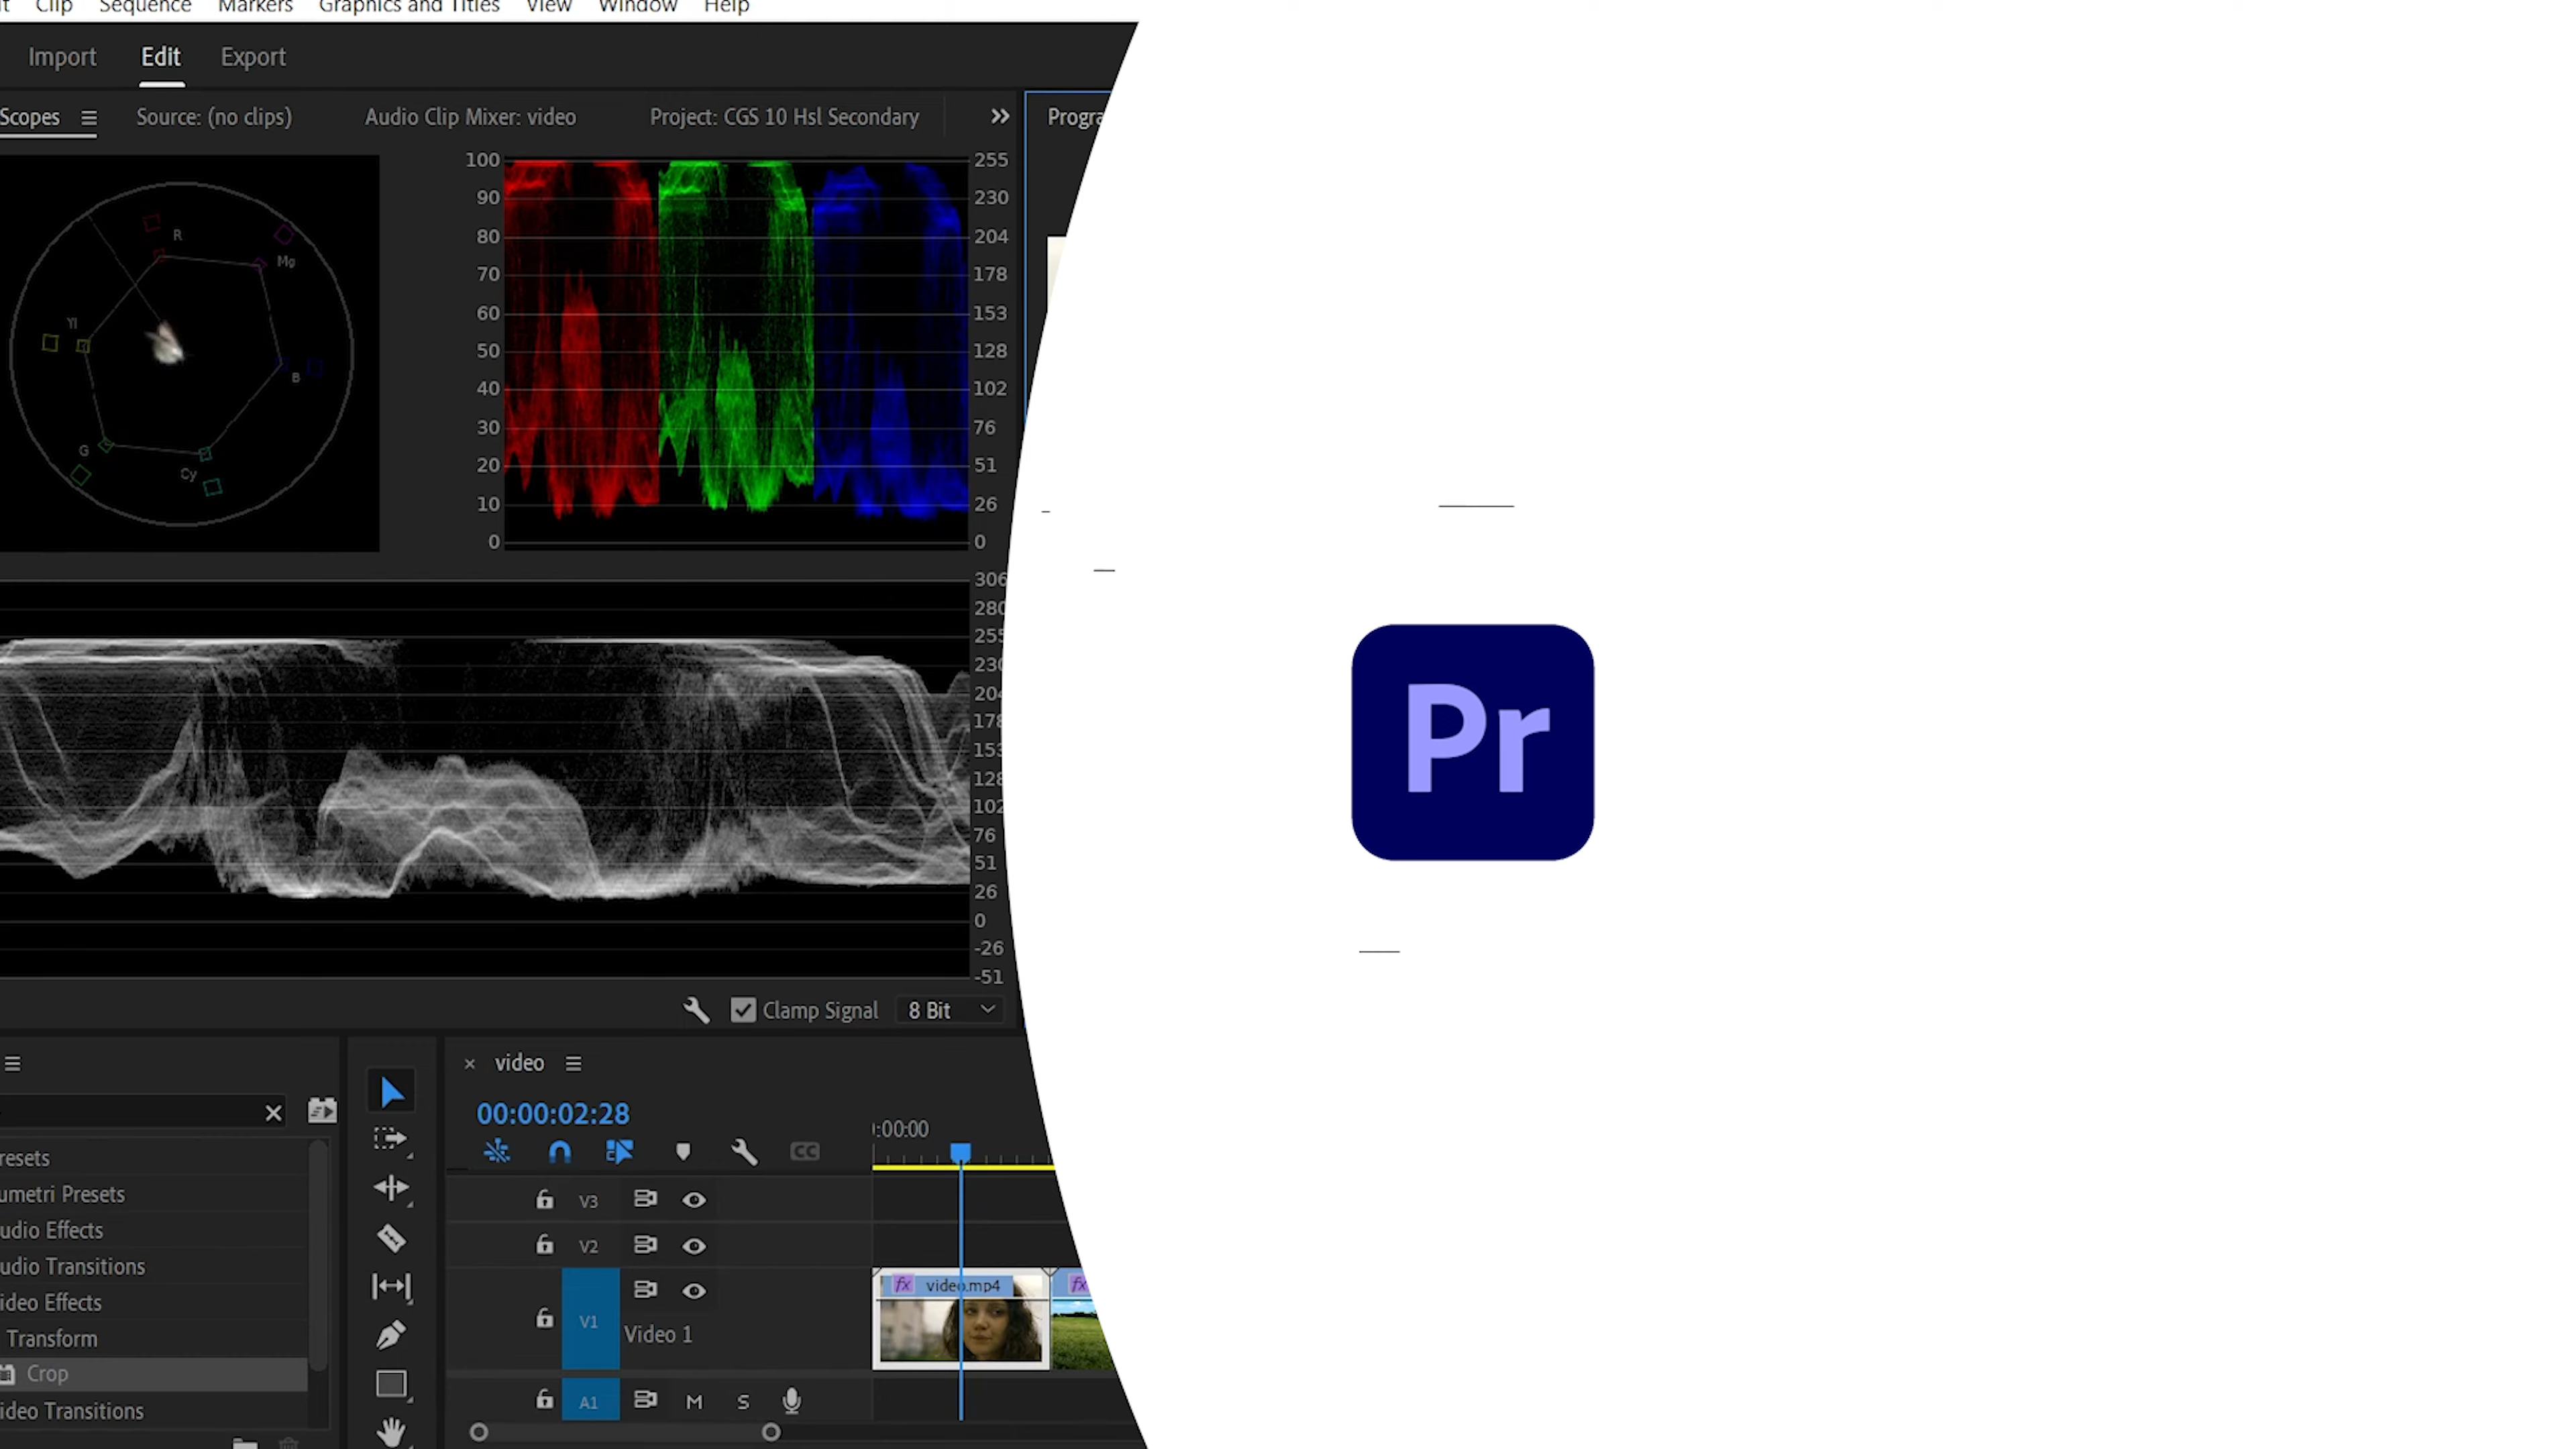 Clip Sequence Markers Graphics and Titles View Window Help
Import Edit Export
Scopes Source: (no clips) Audio Clip Mixer: video Project: CGS 10 Hsl Secondary
R
Mg
Yl
B
G
Cy
100 255
90 230
80 204
70 178
60 153
50 128
40 102
30 76
20 51
10 26
0 0
306
280
255
230
204
178
153
128
102
76
51
26
0
-26
-51
Pr
Clamp Signal 8 Bit
video
00:00:02:28
:00:00
CC
resets
umetri Presets
udio Effects
udio Transitions
ideo Effects
Transform
Crop
ideo Transitions
V3
V2
fx video.mp4 fx
V1 Video 1
A1 M S